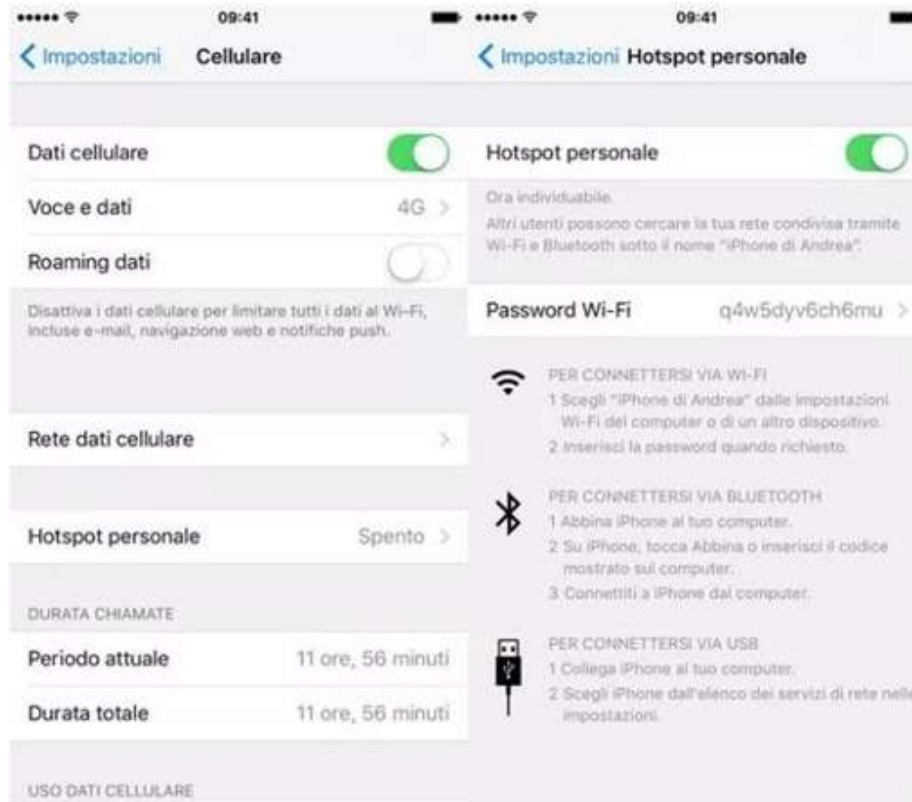 09:41
Impostazioni
Cellulare
Dati cellulare
Voce e dati
4G
Roaming dati
Disattiva i dati cellulare per limitare tutti i dati al Wi-Fi,
incluse e-mail, navigazione web e notifiche push.
Rete dati cellulare
Hotspot personale
Spento
DURATA CHIAMATE
Periodo attuale
11 ore, 56 minuti
Durata totale
11 ore, 56 minuti
USO DATI CELLULARE
09:41
Impostazioni
Hotspot personale
Hotspot personale
Ora individuabile.
Altri utenti possono cercare la tua rete condivisa tramite
Wi-Fi e Bluetooth sotto il nome "iPhone di Andrea".
Password Wi-Fi
q4w5dyv6ch6mu
PER CONNETTERSI VIA WI-FI
1 Scegli "iPhone di Andrea" dalle impostazioni
Wi-Fi del computer o di un altro dispositivo.
2 Inserisci la password quando richiesto.
PER CONNETTERSI VIA BLUETOOTH
1 Abbina iPhone al tuo computer.
2 Su iPhone, tocca Abbina o inserisci il codice
mostrato sul computer.
3 Connettiti a iPhone dal computer.
PER CONNETTERSI VIA USB
1 Collega iPhone al tuo computer.
2 Scegli iPhone dall'elenco dei servizi di rete nelle
impostazioni.